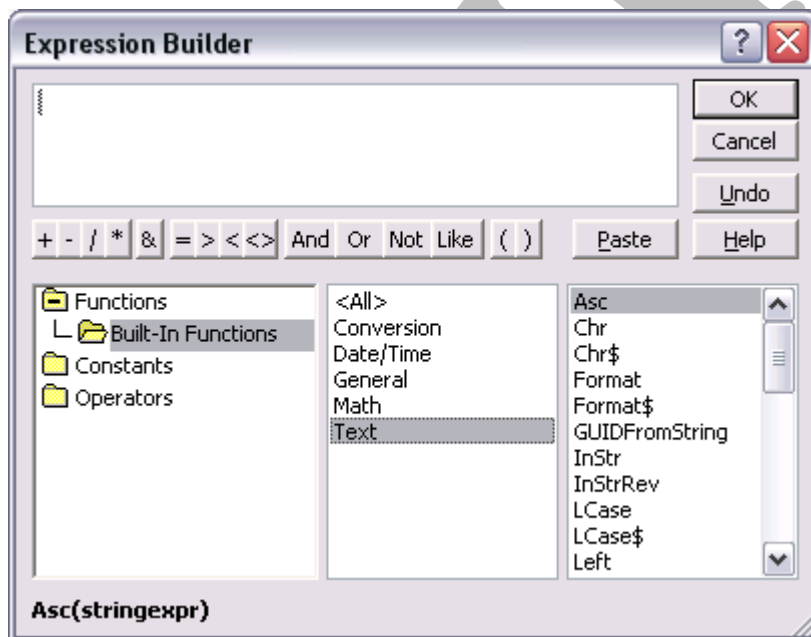 Expression Builder
?
OK
Cancel
Undo
+ - / * & = > < <> And Or Not Like ( ) Paste Help
Functions
Built-In Functions
Constants
Operators
<All>
Conversion
Date/Time
General
Math
Text
Asc
Chr
Chr$
Format
Format$
GUIDFromString
InStr
InStrRev
LCase
LCase$
Left
Asc(stringexpr)